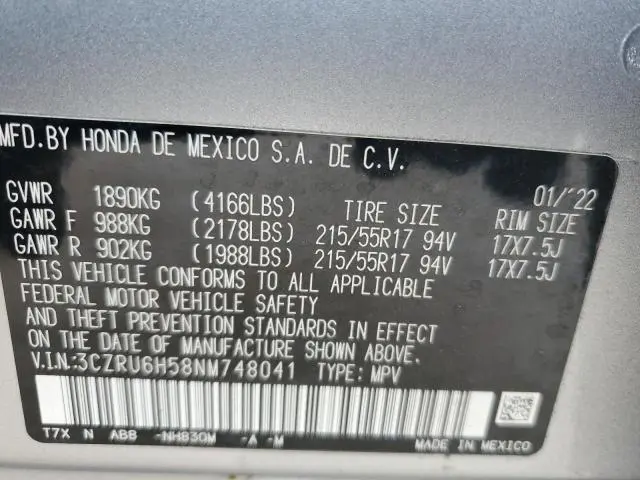 MFD.BY HONDA DE MEXICO S.A. DE C.V.
01/'22
GVWR 1890KG (4166LBS) TIRE SIZE RIM SIZE
GAWR F 988KG (2178LBS) 215/55R17 94V 17X7.5J
GAWR R 902KG (1988LBS) 215/55R17 94V 17X7.5J
THIS VEHICLE CONFORMS TO ALL APPLICABLE
FEDERAL MOTOR VEHICLE SAFETY
AND THEFT PREVENTION STANDARDS IN EFFECT
ON THE DATE OF MANUFACTURE SHOWN ABOVE.
V.I.N.:3CZRU6H58NM748041 TYPE: MPV
T7X N ABB -NH830M -A -M MADE IN MEXICO